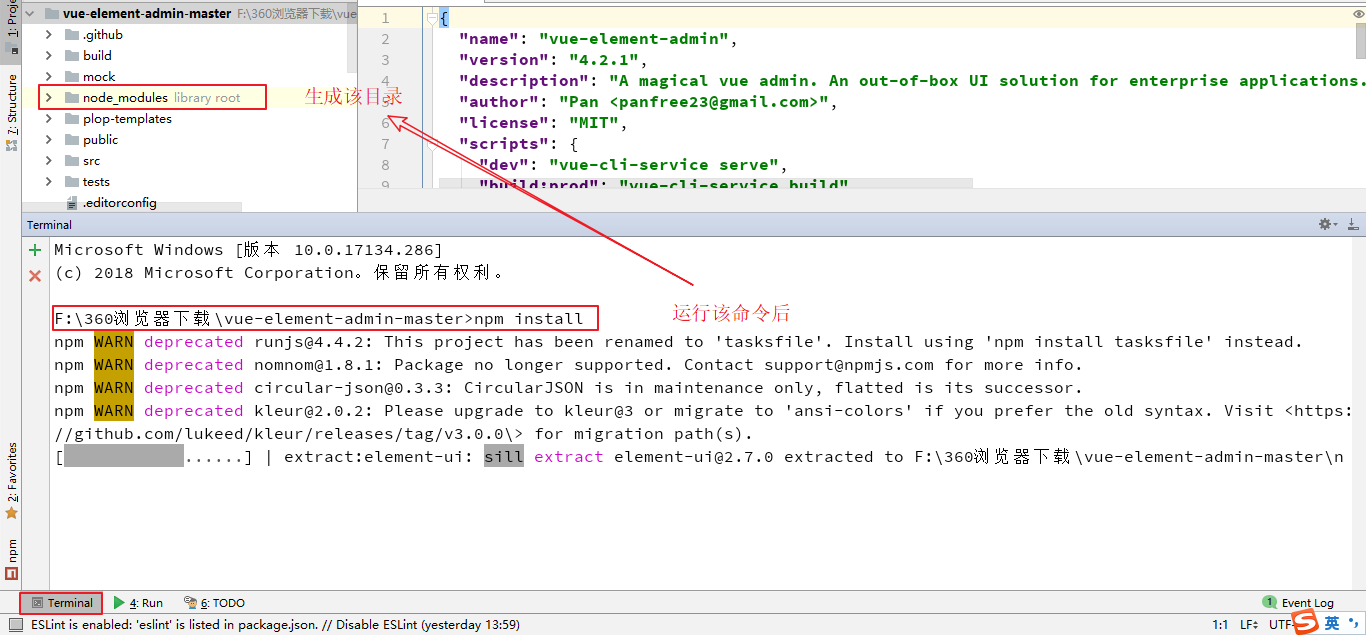 1: Proje
vue-element-admin-master F:\360浏览器下载\vue
.github
build
mock
node_modules library root
plop-templates
public
src
tests
.editorconfig
7: Structure
生成该目录
1 {
2 "name": "vue-element-admin",
3 "version": "4.2.1",
4 "description": "A magical vue admin. An out-of-box UI solution for enterprise applications.
5 "author": "Pan <panfree23@gmail.com>",
6 "license": "MIT",
7 "scripts": {
8 "dev": "vue-cli-service serve",
9 "build:prod": "vue-cli-service build"
Terminal
Microsoft Windows [版本 10.0.17134.286]
(c) 2018 Microsoft Corporation。保留所有权利。
F:\360浏览器下载\vue-element-admin-master>npm install
运行该命令后
npm WARN deprecated runjs@4.4.2: This project has been renamed to 'tasksfile'. Install using 'npm install tasksfile' instead.
npm WARN deprecated nomnom@1.8.1: Package no longer supported. Contact support@npmjs.com for more info.
npm WARN deprecated circular-json@0.3.3: CircularJSON is in maintenance only, flatted is its successor.
npm WARN deprecated kleur@2.0.2: Please upgrade to kleur@3 or migrate to 'ansi-colors' if you prefer the old syntax. Visit <https:
//github.com/lukeed/kleur/releases/tag/v3.0.0\> for migration path(s).
[ ......] | extract:element-ui: sill extract element-ui@2.7.0 extracted to F:\360浏览器下载\vue-element-admin-master\n
2: Favorites
npm
Terminal 4: Run 6: TODO
1 Event Log
ESLint is enabled: 'eslint' is listed in package.json. // Disable ESLint (yesterday 13:59)
1:1 LF UTF-
S 英